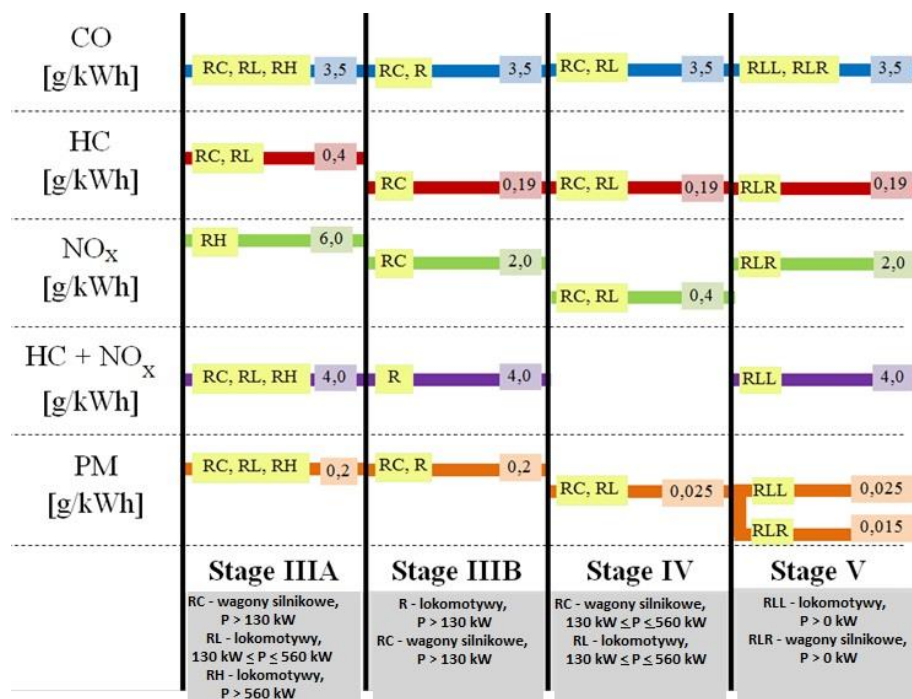 CO
[g/kWh]
RC, RL, RH 3,5
RC, R 3,5
RC, RL 3,5
RLL, RLR 3,5
HC
[g/kWh]
RC, RL 0,4
RC 0,19
RC, RL 0,19
RLR 0,19
NOX
[g/kWh]
RH 6,0
RC 2,0
RC, RL 0,4
RLR 2,0
HC + NOX
[g/kWh]
RC, RL, RH 4,0
R 4,0
RLL 4,0
PM
[g/kWh]
RC, RL, RH 0,2
RC, R 0,2
RC, RL 0,025
RLL 0,025
RLR 0,015
Stage IIIA
RC - wagony silnikowe,
P > 130 kW
RL - lokomotywy,
130 kW ≤ P ≤ 560 kW
RH - lokomotywy,
P > 560 kW
Stage IIIB
R - lokomotywy,
P > 130 kW
RC - wagony silnikowe,
P > 130 kW
Stage IV
RC - wagony silnikowe,
130 kW ≤ P ≤ 560 kW
RL - lokomotywy,
130 kW ≤ P ≤ 560 kW
Stage V
RLL - lokomotywy,
P > 0 kW
RLR - wagony silnikowe,
P > 0 kW